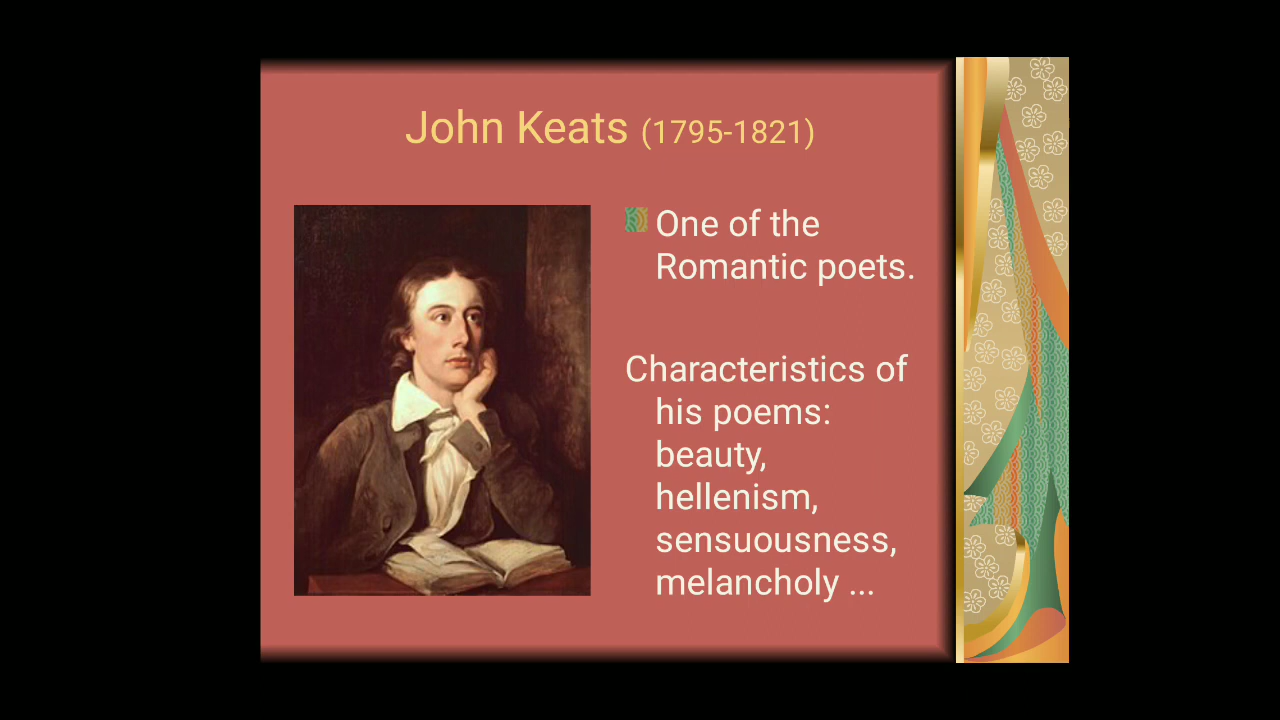 John Keats (1795-1821)
One of the
Romantic poets.
Characteristics of
his poems:
beauty,
hellenism,
sensuousness,
melancholy ...